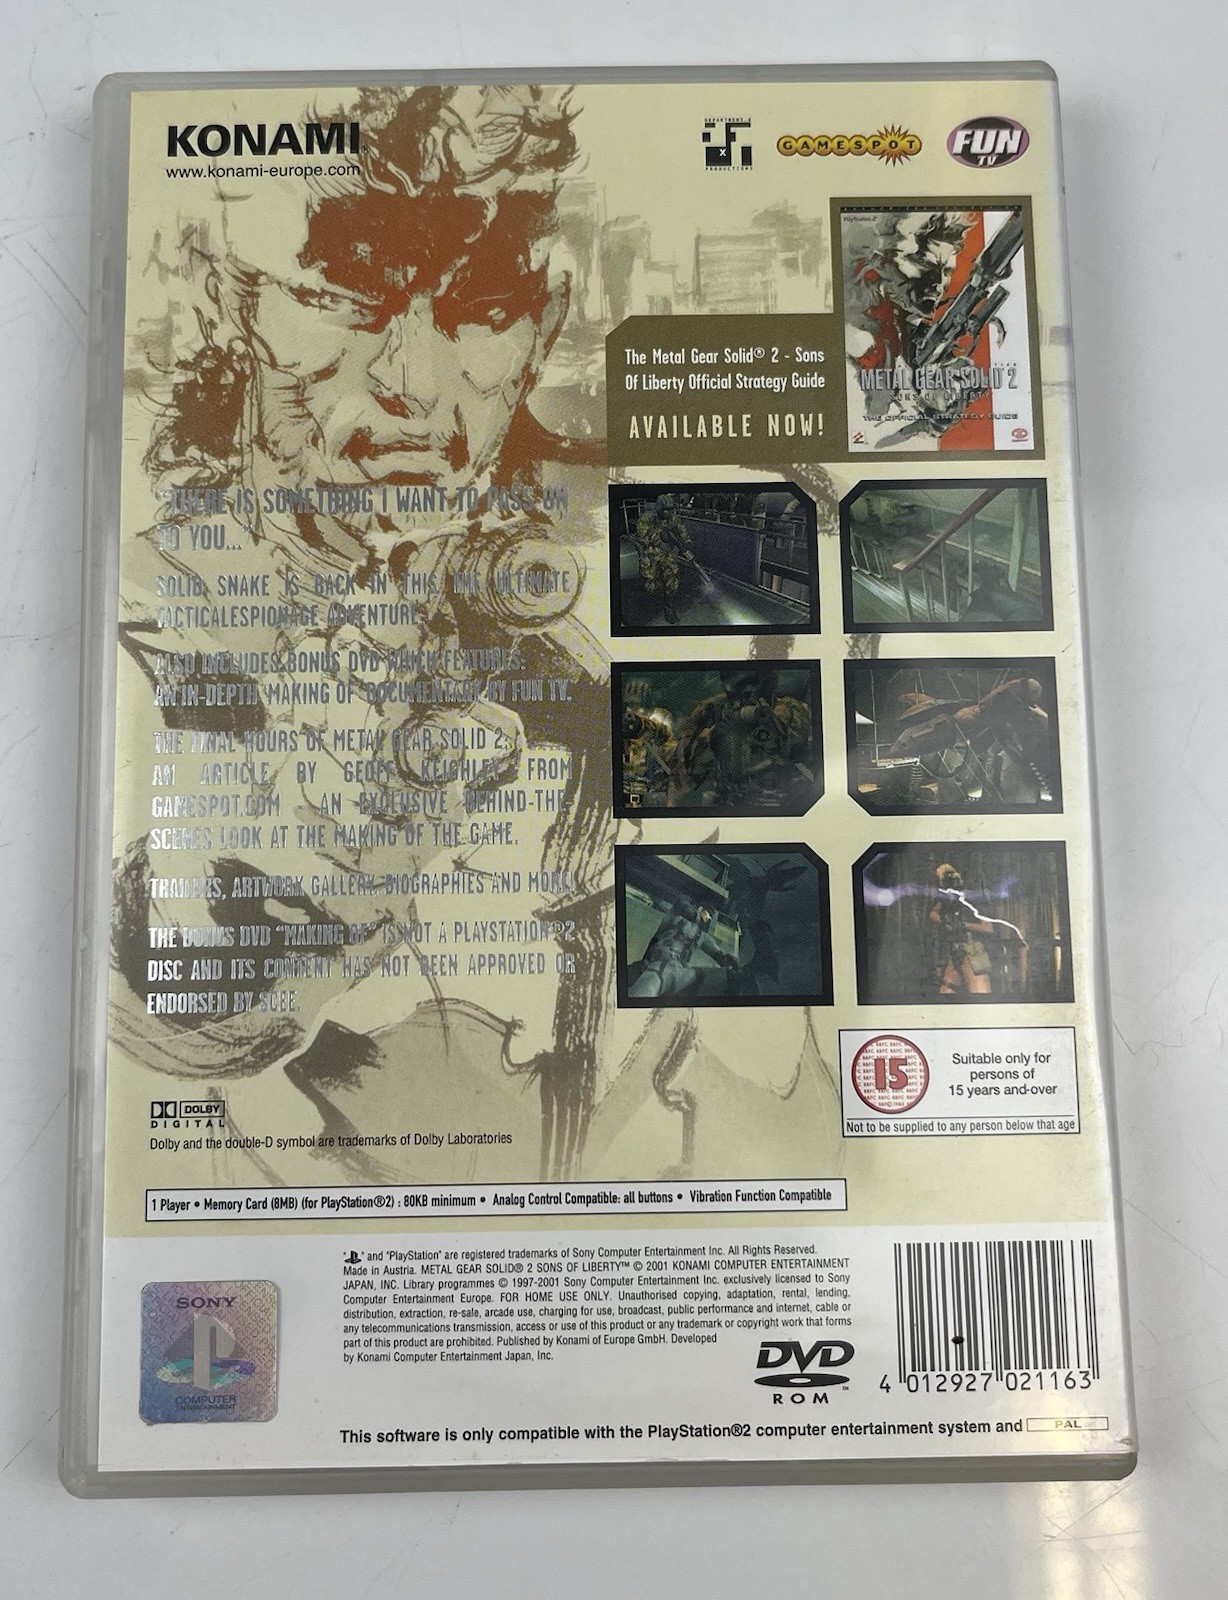 KONAMI
www.konami-europe.com
DEPARTMENT.X
PRODUCTIONS
GAMESPOT
FUN
TV
PlayStation 2
METAL GEAR SOLID 2
SONS OF LIBERTY
THE OFFICIAL STRATEGY GUIDE
The Metal Gear Solid® 2 - Sons
Of Liberty Official Strategy Guide
AVAILABLE NOW!
"THERE IS SOMETHING I WANT TO PASS ON
TO YOU..."
SOLID SNAKE IS BACK IN THIS, THE ULTIMATE
TACTICALESPIONAGE ADVENTURE.
ALSO INCLUDES BONUS DVD WHICH FEATURES:
AN IN-DEPTH 'MAKING OF' DOCUMENTARY BY FUN TV.
THE FINAL HOURS OF METAL GEAR SOLID 2:
AN ARTICLE BY GEOFF KEIGHLEY FROM
GAMESPOT.COM AN EXCLUSIVE BEHIND-THE-
SCENES LOOK AT THE MAKING OF THE GAME.
TRAILERS, ARTWORK GALLERY, BIOGRAPHIES AND MORE!
THE BONUS DVD "MAKING OF" IS NOT A PLAYSTATION®2
DISC AND ITS CONTENT HAS NOT BEEN APPROVED OR
ENDORSED BY SCEE.
15
Suitable only for
persons of
15 years and-over
Not to be supplied to any person below that age
DOLBY
DIGITAL
Dolby and the double-D symbol are trademarks of Dolby Laboratories
1 Player • Memory Card (8MB) (for PlayStation®2) : 80KB minimum • Analog Control Compatible: all buttons • Vibration Function Compatible
" " and "PlayStation" are registered trademarks of Sony Computer Entertainment Inc. All Rights Reserved.
Made in Austria. METAL GEAR SOLID® 2 SONS OF LIBERTY™ © 2001 KONAMI COMPUTER ENTERTAINMENT
JAPAN, INC. Library programmes © 1997-2001 Sony Computer Entertainment Inc. exclusively licensed to Sony
Computer Entertainment Europe. FOR HOME USE ONLY. Unauthorised copying, adaptation, rental, lending,
distribution, extraction, re-sale, arcade use, charging for use, broadcast, public performance and internet, cable or
any telecommunications transmission, access or use of this product or any trademark or copyright work that forms
part of this product are prohibited. Published by Konami of Europe GmbH. Developed
by Konami Computer Entertainment Japan, Inc.
SONY
COMPUTER
ENTERTAINMENT
DVD
ROM
4 012927 021163
This software is only compatible with the PlayStation®2 computer entertainment system and PAL